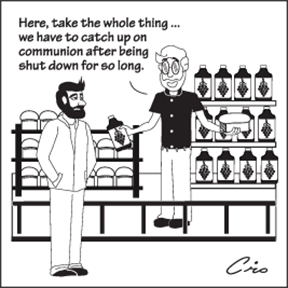 Here, take the whole thing ...
we have to catch up on
communion after being
shut down for so long.
Ciro